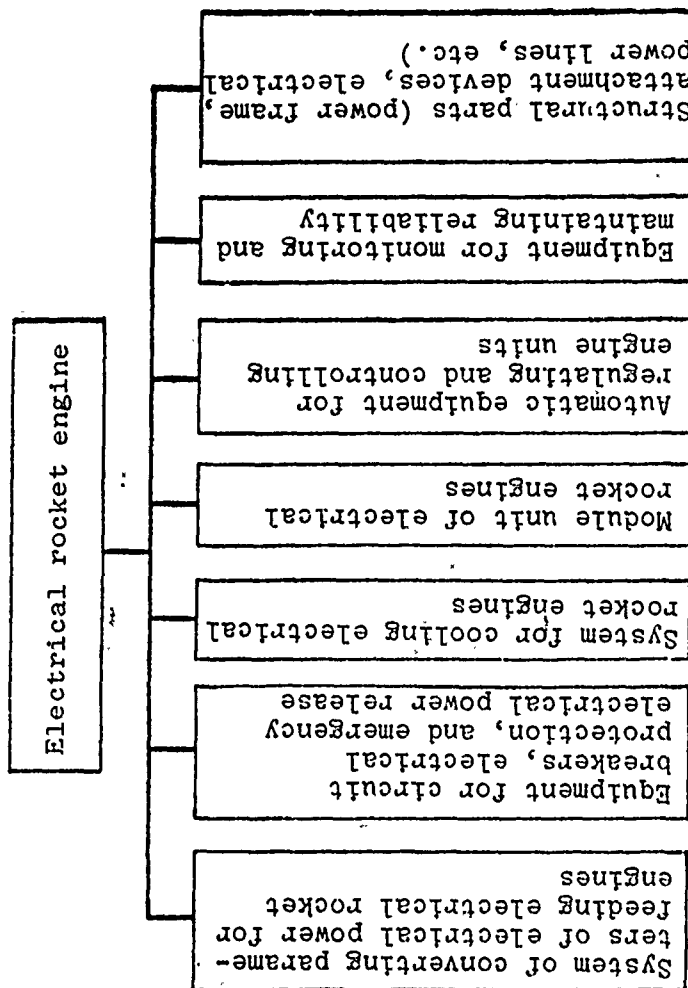 Electrical rocket engine
System of converting parame-
ters of electrical power for
feeding electrical rocket
engines
Equipment for circuit
breakers, electrical
protection, and emergency
electrical power release
System for cooling electrical
rocket engines
Module unit of electrical
rocket engines
Automatic equipment for
regulating and controlling
engine units
Equipment for monitoring and
maintaining reliability
Structural parts (power frame,
attachment devices, electrical
power lines, etc.)